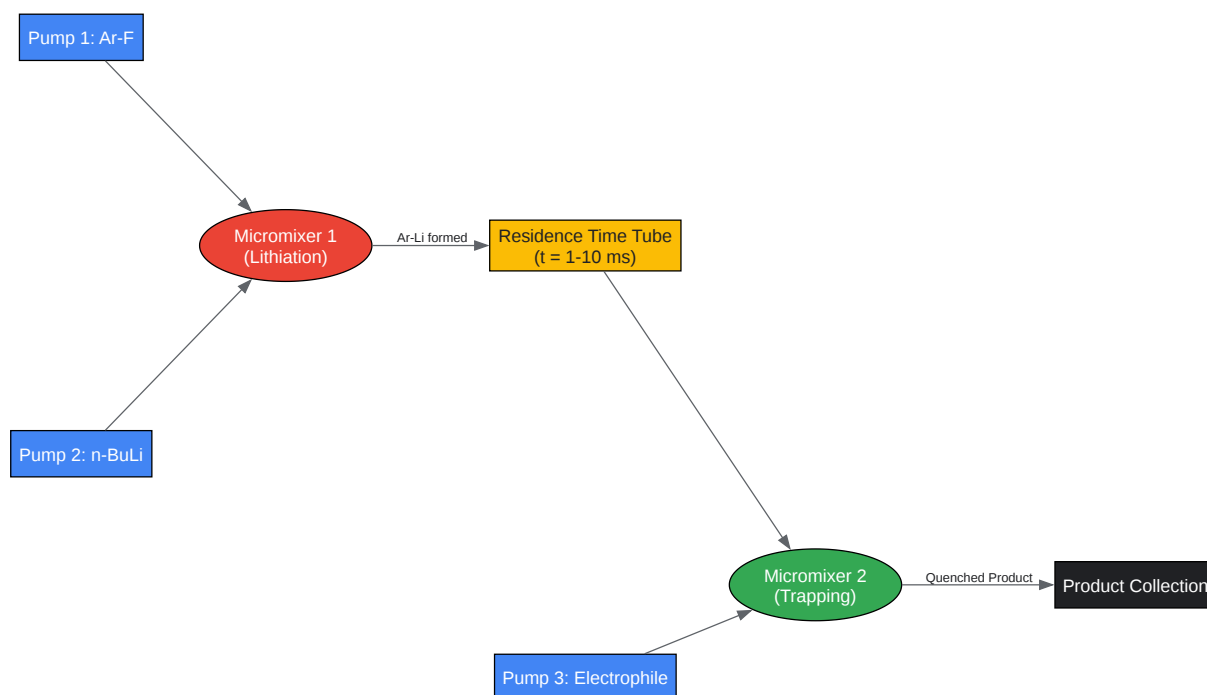 Pump 1: Ar-F
Micromixer 1
(Lithiation)
Ar-Li formed
Residence Time Tube
(t = 1-10 ms)
Pump 2: n-BuLi
Micromixer 2
(Trapping)
Quenched Product
Product Collection
Pump 3: Electrophile